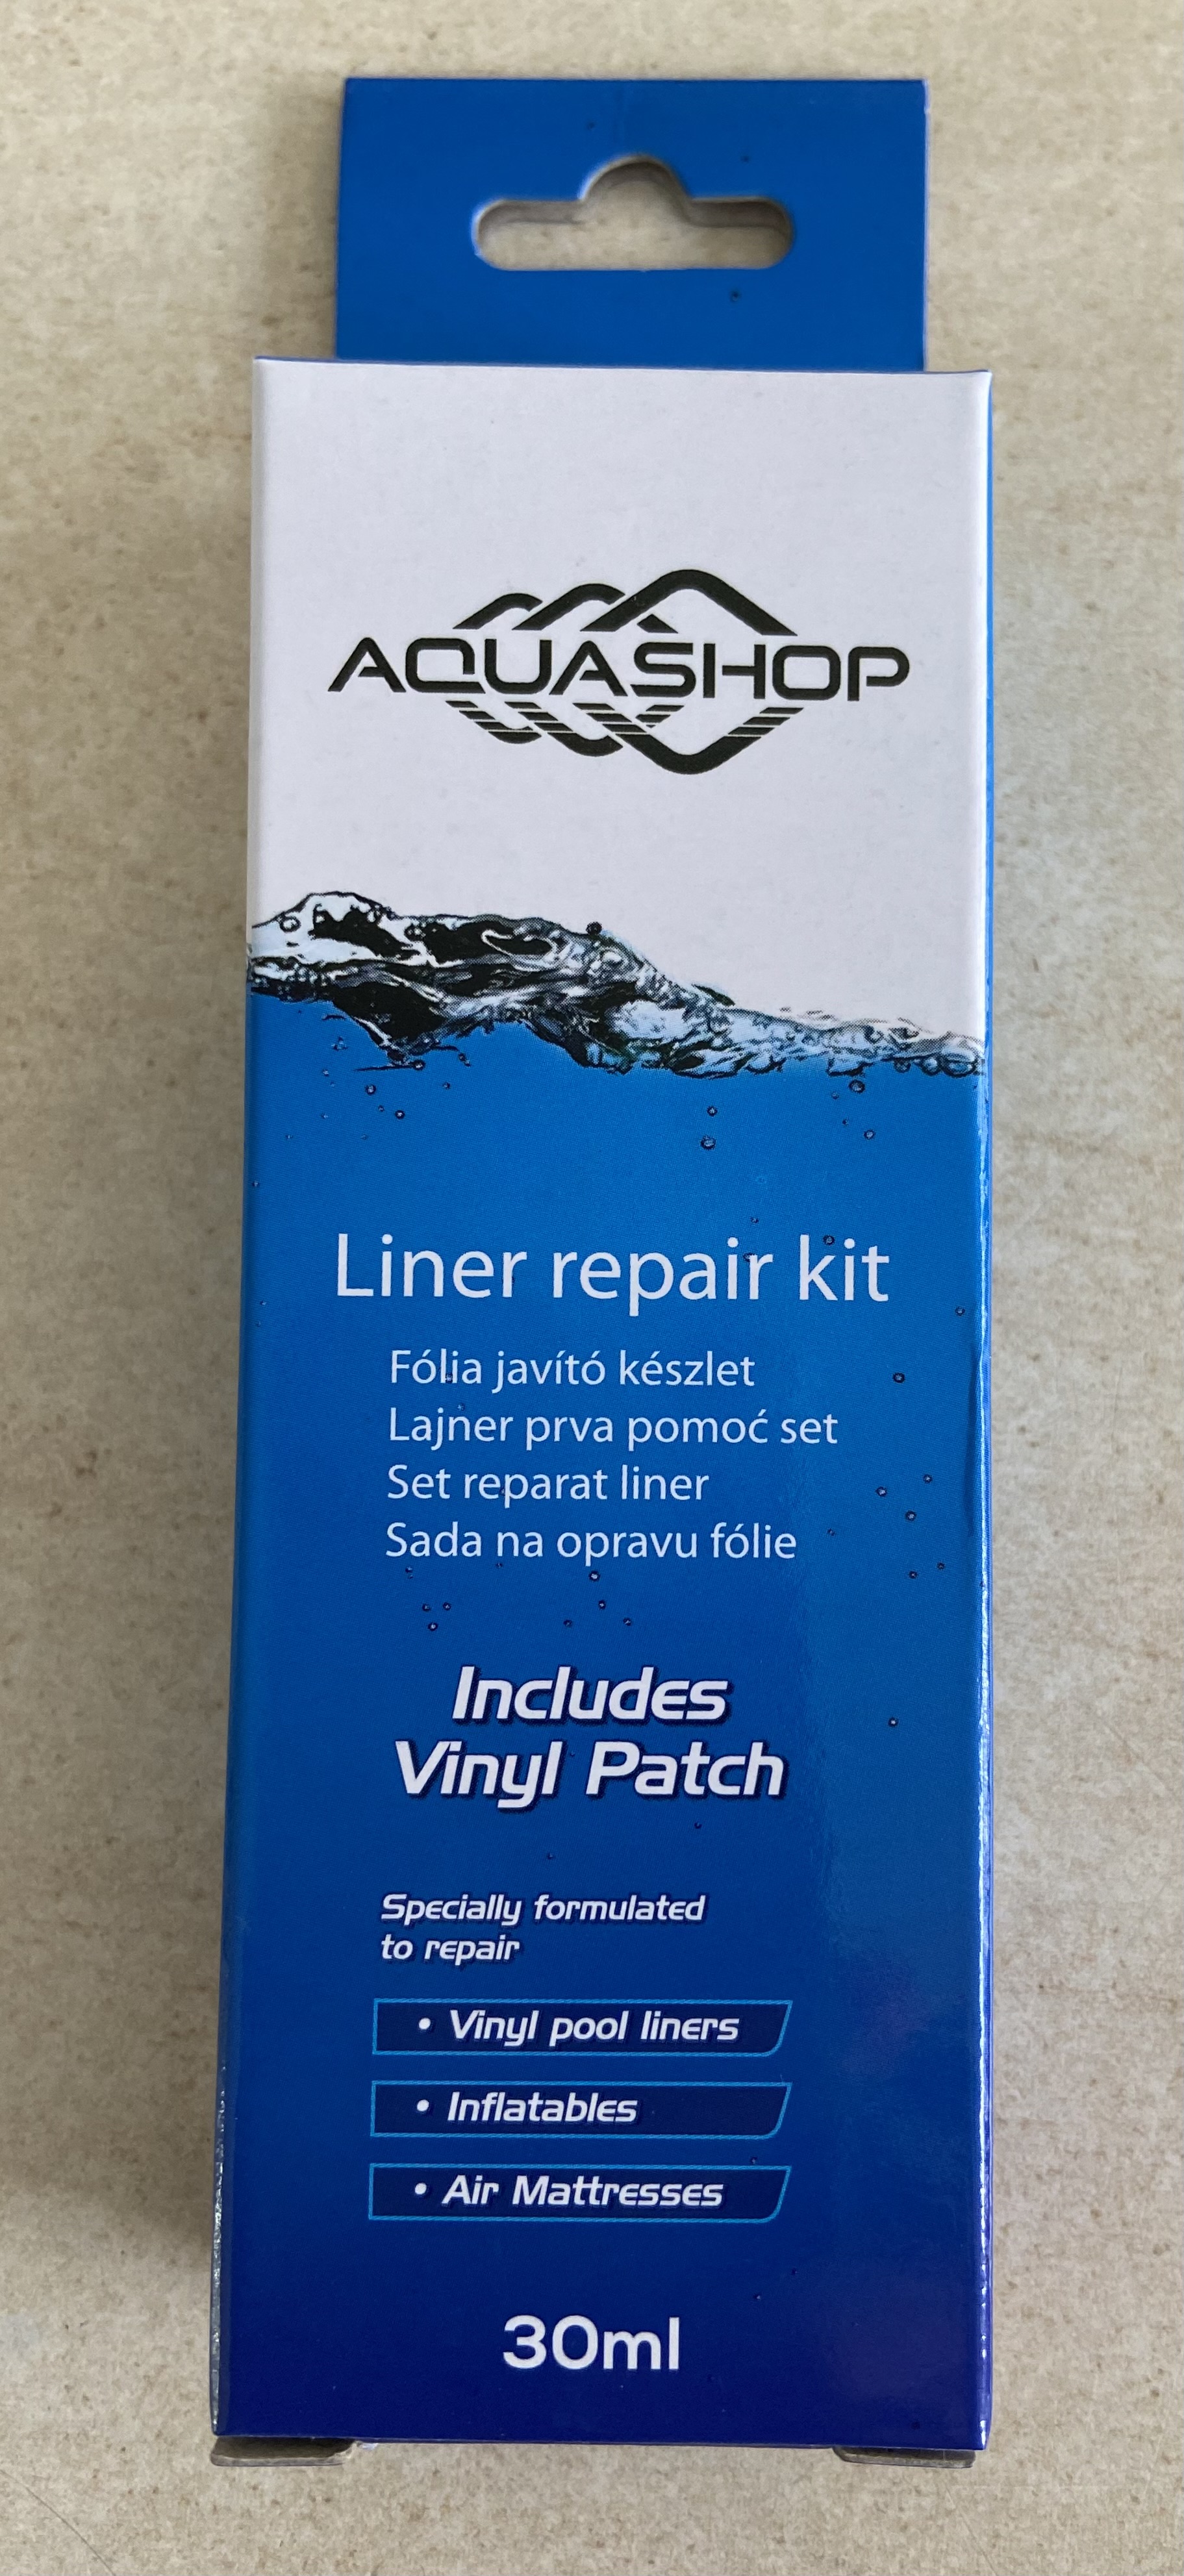 AQUASHOP
Liner repair kit
Fólia javító készlet
Lajner prva pomoć set
Set reparat liner
Sada na opravu fólie
Includes
Vinyl Patch
Specially formulated
to repair
• Vinyl pool liners
• Inflatables
• Air Mattresses
30ml